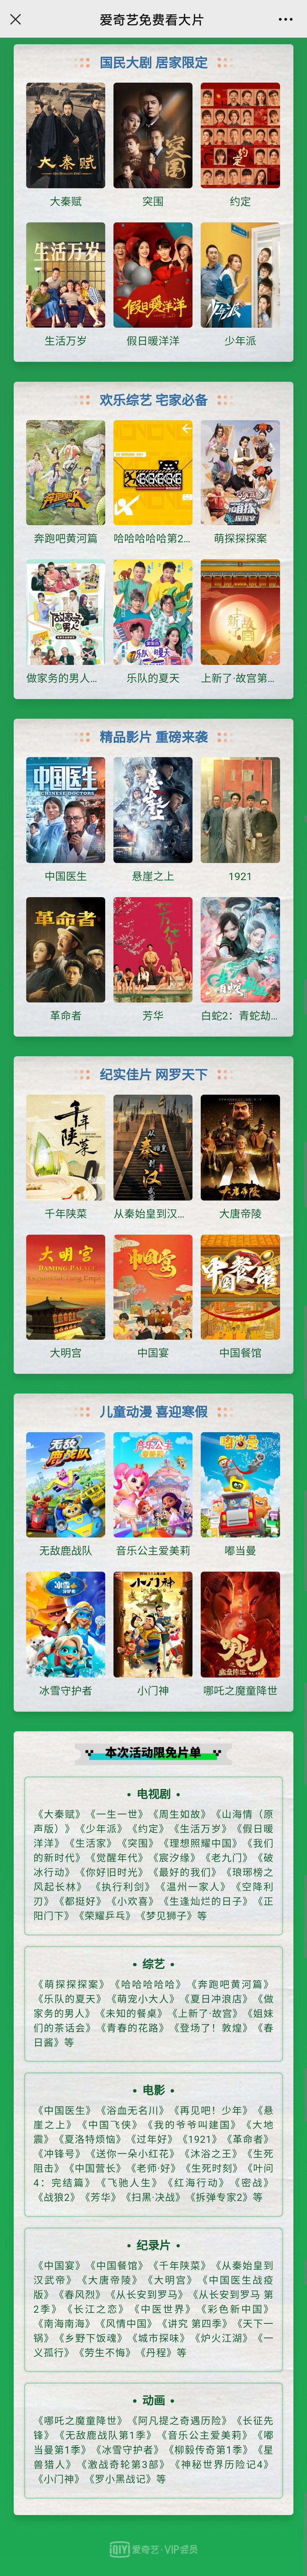 爱奇艺免费看大片
国民大剧 居家限定
大秦赋
突围
约定
大秦赋
突围
约定
生活万岁
假日暖洋洋
少年派
生活万岁
假日暖洋洋
少年派
欢乐综艺 宅家必备
奔跑吧黄河篇
哈哈哈哈哈第2...
萌探探探案
做家务的男人
乐队的夏天
上新了故宫
做家务的男人...
乐队的夏天
上新了·故宫第...
精品影片 重磅来袭
中国医生
CHINESE DOCTORS
悬崖之上
中国医生
悬崖之上
1921
革命者
芳华
革命者
芳华
白蛇2：青蛇劫...
纪实佳片 网罗天下
千年陕菜
从秦始皇到汉武帝
大唐帝陵
千年陕菜
从秦始皇到汉...
大唐帝陵
大明宫
DAMING PALACE
中国宴
中国餐馆
大明宫
中国宴
中国餐馆
儿童动漫 喜迎寒假
无敌鹿战队
音乐公主爱美莉
嘟当曼
无敌鹿战队
音乐公主爱美莉
嘟当曼
冰雪守护者
小门神
哪吒
冰雪守护者
小门神
哪吒之魔童降世
本次活动限免片单
• 电视剧 •
《大秦赋》《一生一世》《周生如故》《山海情（原
声版）》《少年派》《约定》《生活万岁》《假日暖
洋洋》《生活家》《突围》《理想照耀中国》《我们
的新时代》《觉醒年代》《宸汐缘》《老九门》《破
冰行动》《你好旧时光》《最好的我们》《琅琊榜之
风起长林》《执行利剑》《温州一家人》《空降利
刃》《都挺好》《小欢喜》《生逢灿烂的日子》《正
阳门下》《荣耀乒乓》《梦见狮子》等
• 综艺 •
《萌探探探案》《哈哈哈哈哈》《奔跑吧黄河篇》
《乐队的夏天》《萌宠小大人》《夏日冲浪店》《做
家务的男人》《未知的餐桌》《上新了·故宫》《姐妹
们的茶话会》《青春的花路》《登场了！敦煌》《春
日酱》等
• 电影 •
《中国医生》《浴血无名川》《再见吧！少年》《悬
崖之上》《中国飞侠》《我的爷爷叫建国》《大地
震》《夏洛特烦恼》《过年好》《1921》《革命者》
《冲锋号》《送你一朵小红花》《沐浴之王》《生死
阻击》《中国营长》《老师·好》《生死时刻》《叶问
4：完结篇》《飞驰人生》《红海行动》《密战》
《战狼2》《芳华》《扫黑·决战》《拆弹专家2》等
• 纪录片 •
《中国宴》《中国餐馆》《千年陕菜》《从秦始皇到
汉武帝》《大唐帝陵》《大明宫》《中国医生战疫
版》《春风烈》《从长安到罗马》《从长安到罗马 第
2季》《长江之恋》《中医世界》《彩色新中国》
《南海南海》《风情中国》《讲究 第四季》《天下一
锅》《乡野下饭魂》《城市探味》《炉火江湖》《一
义孤行》《劳生不悔》《丹程》等
• 动画 •
《哪吒之魔童降世》《阿凡提之奇遇历险》《长征先
锋》《无敌鹿战队第1季》《音乐公主爱美莉》《嘟
当曼第1季》《冰雪守护者》《柳毅传奇第1季》《星
兽猎人》《激战奇轮第3部》《神秘世界历险记4》
《小门神》《罗小黑战记》等
QIY 爱奇艺·VIP会员